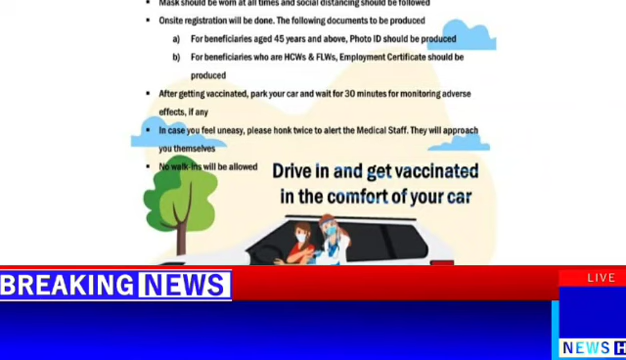 Mask should be worn at all times and social distancing should be followed
Onsite registration will be done. The following documents to be produced
a) For beneficiaries aged 45 years and above, Photo ID should be produced
b) For beneficiaries who are HCWs & FLWs, Employment Certificate should be
produced
After getting vaccinated, park your car and wait for 30 minutes for monitoring adverse
effects, if any
In case you feel uneasy, please honk twice to alert the Medical Staff. They will approach
you themselves
No walk-ins will be allowed
Drive in and get vaccinated
in the comfort of your car
BREAKING NEWS
LIVE
NEWS H